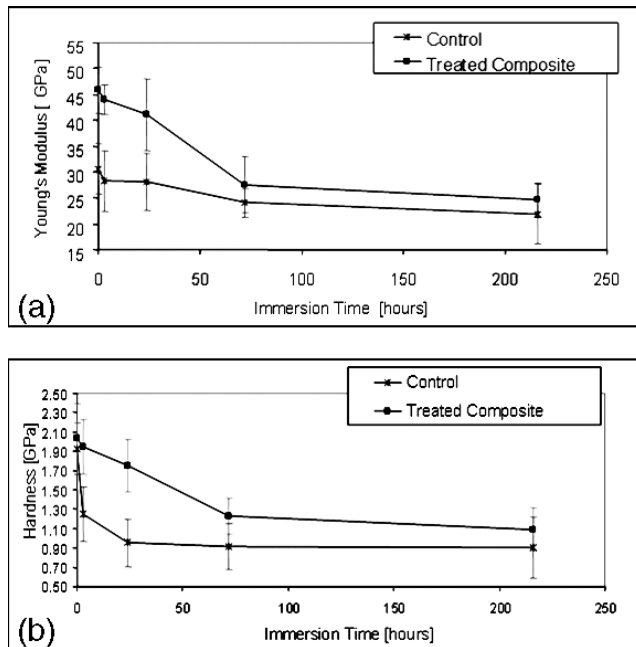 55
50
45
40
35
30
25
20
15
Young's Modulus [ GPa]
Control
Treated Composite
0 50 100 150 200 250
Immersion Time [hours]
(a)
2.50
2.30
2.10
1.90
1.70
1.50
1.30
1.10
0.90
0.70
0.50
Hardness [GPa]
Control
Treated Composite
0 50 100 150 200 250
Immersion Time [hours]
(b)